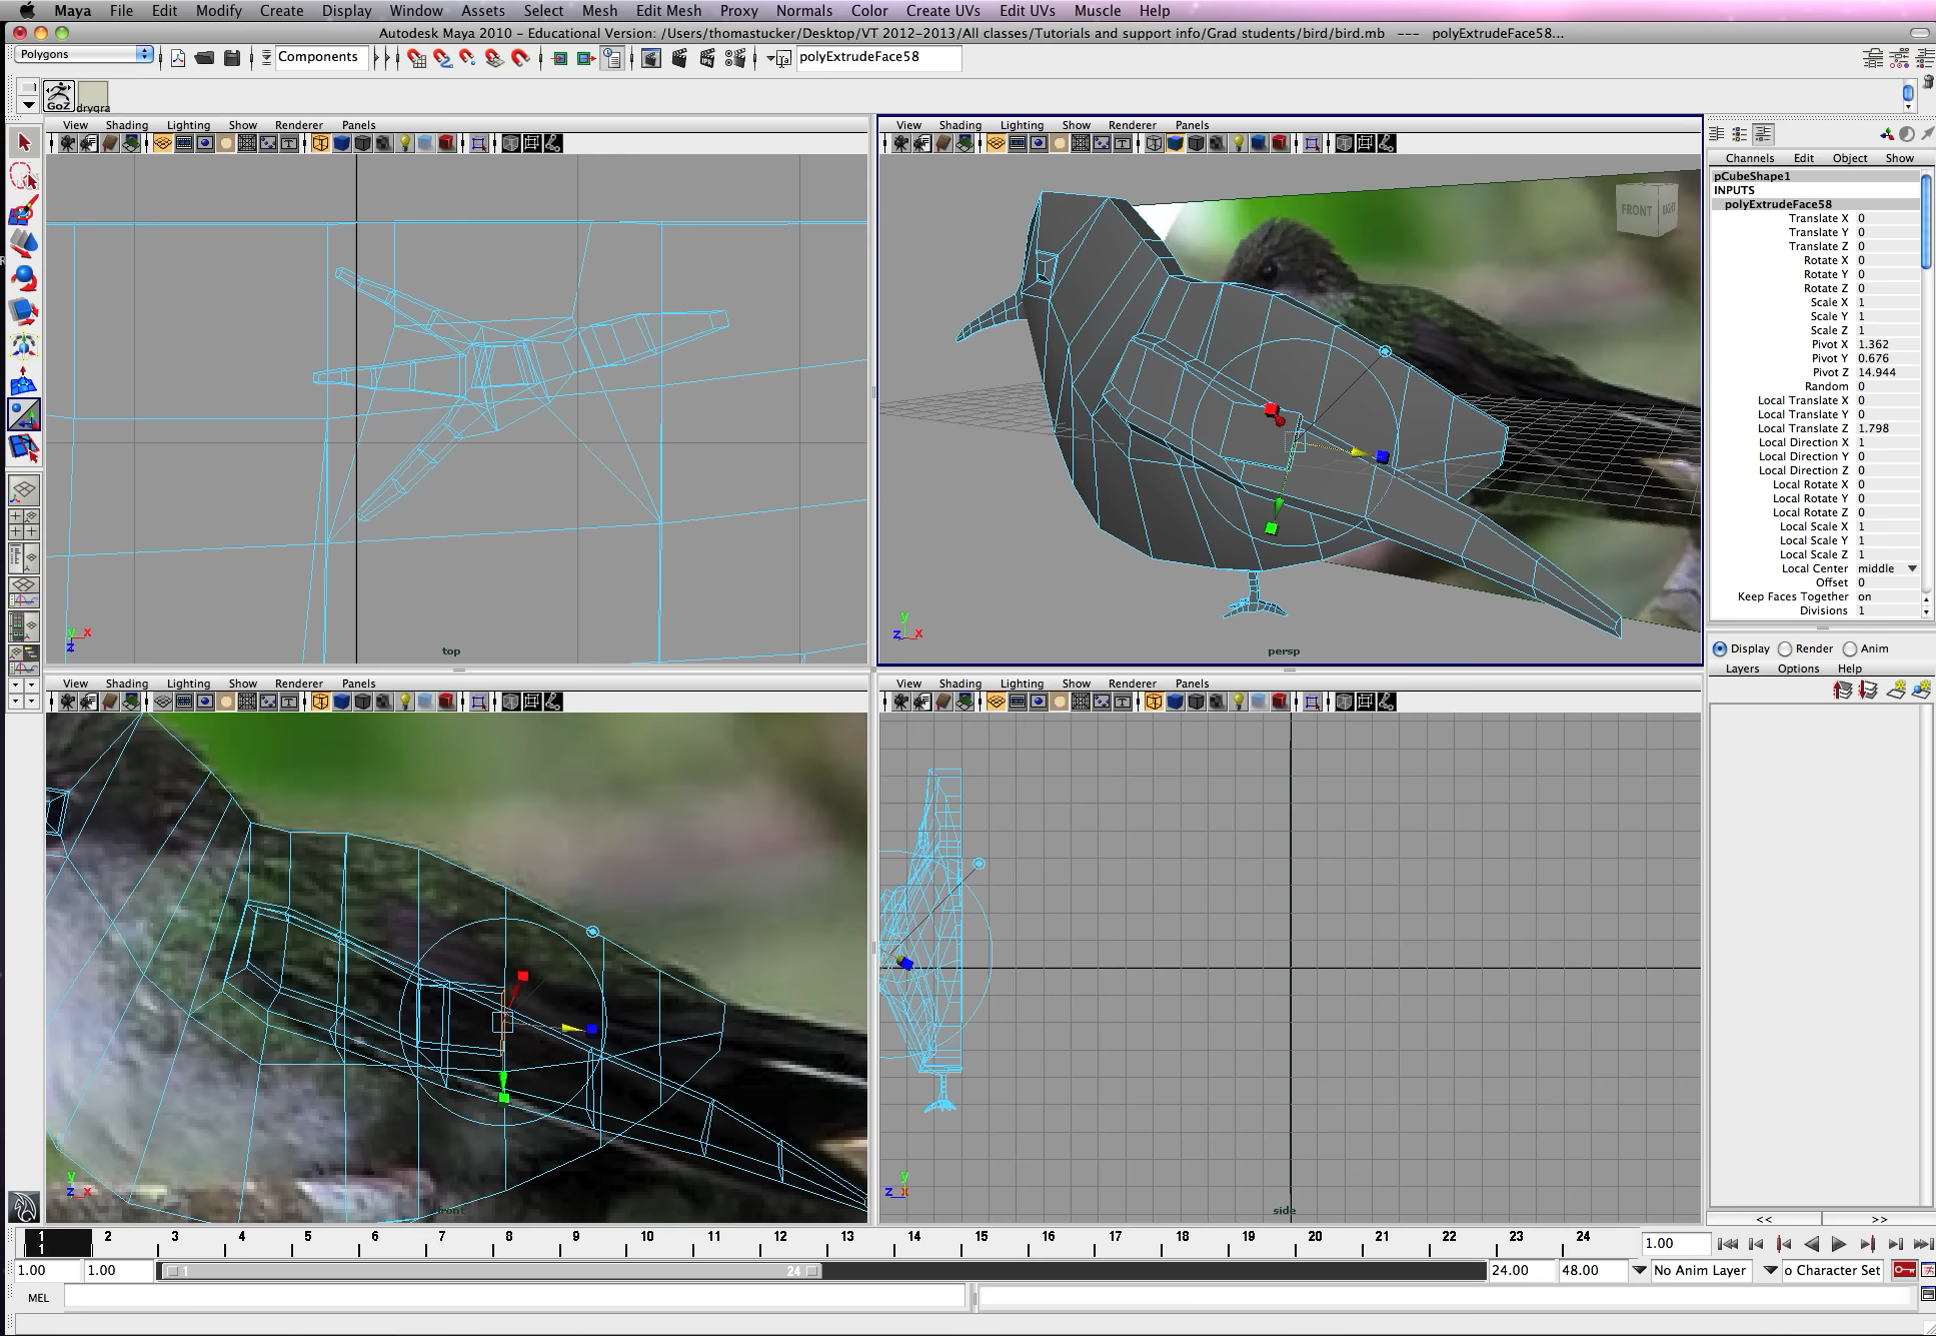 Maya File Edit Modify Create Display Window Assets Select Mesh Edit Mesh Proxy Normals Color Create UVs Edit UVs Muscle Help
Autodesk Maya 2010 - Educational Version: /Users/thomastucker/Desktop/VT 2012-2013/All classes/Tutorials and support info/Grad students/bird/bird.mb --- polyExtrudeFace58...
Polygons Components polyExtrudeFace58
GoZ drygra
View Shading Lighting Show Renderer Panels
View Shading Lighting Show Renderer Panels
Channels Edit Object Show
pCubeShape1
INPUTS
polyExtrudeFace58
Translate X 0
Translate Y 0
Translate Z 0
Rotate X 0
Rotate Y 0
Rotate Z 0
Scale X 1
Scale Y 1
Scale Z 1
Pivot X 1.362
Pivot Y 0.676
Pivot Z 14.944
Random 0
Local Translate X 0
Local Translate Y 0
Local Translate Z 1.798
Local Direction X 1
Local Direction Y 0
Local Direction Z 0
Local Rotate X 0
Local Rotate Y 0
Local Rotate Z 0
Local Scale X 1
Local Scale Y 1
Local Scale Z 1
Local Center middle
Offset 0
Keep Faces Together on
Divisions 1
FRONT RIGHT
y z x top
y z x persp
Display Render Anim
Layers Options Help
View Shading Lighting Show Renderer Panels
View Shading Lighting Show Renderer Panels
y z x front
y z x side
<< >>
1 2 3 4 5 6 7 8 9 10 11 12 13 14 15 16 17 18 19 20 21 22 23 24 1.00
1
1.00 1.00 1 24 24.00 48.00 No Anim Layer o Character Set
MEL